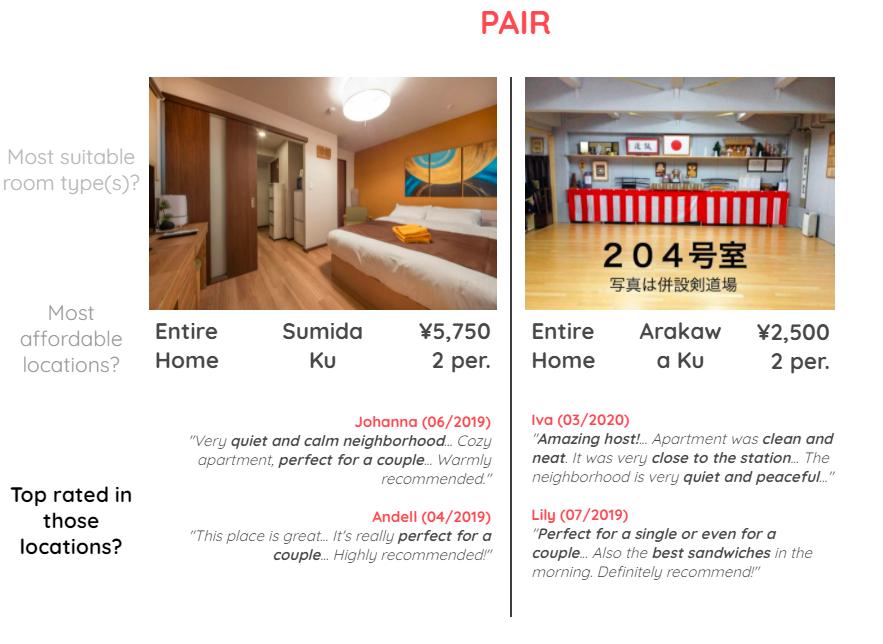 PAIR
Most suitable
room type(s)?
Most
affordable
locations?
Top rated in
those
locations?
Entire
Home
Sumida
Ku
¥5,750
2 per.
Johanna (06/2019)
"Very quiet and calm neighborhood... Cozy
apartment, perfect for a couple... Warmly
recommended."
Andell (04/2019)
"This place is great... It's really perfect for a
couple... Highly recommended!"
２０４号室
写真は併設剣道場
Entire
Home
Arakaw
a Ku
¥2,500
2 per.
Iva (03/2020)
"Amazing host!... Apartment was clean and
neat. It was very close to the station... The
neighborhood is very quiet and peaceful..."
Lily (07/2019)
"Perfect for a single or even for a
couple... Also the best sandwiches in the
morning. Definitely recommend!"